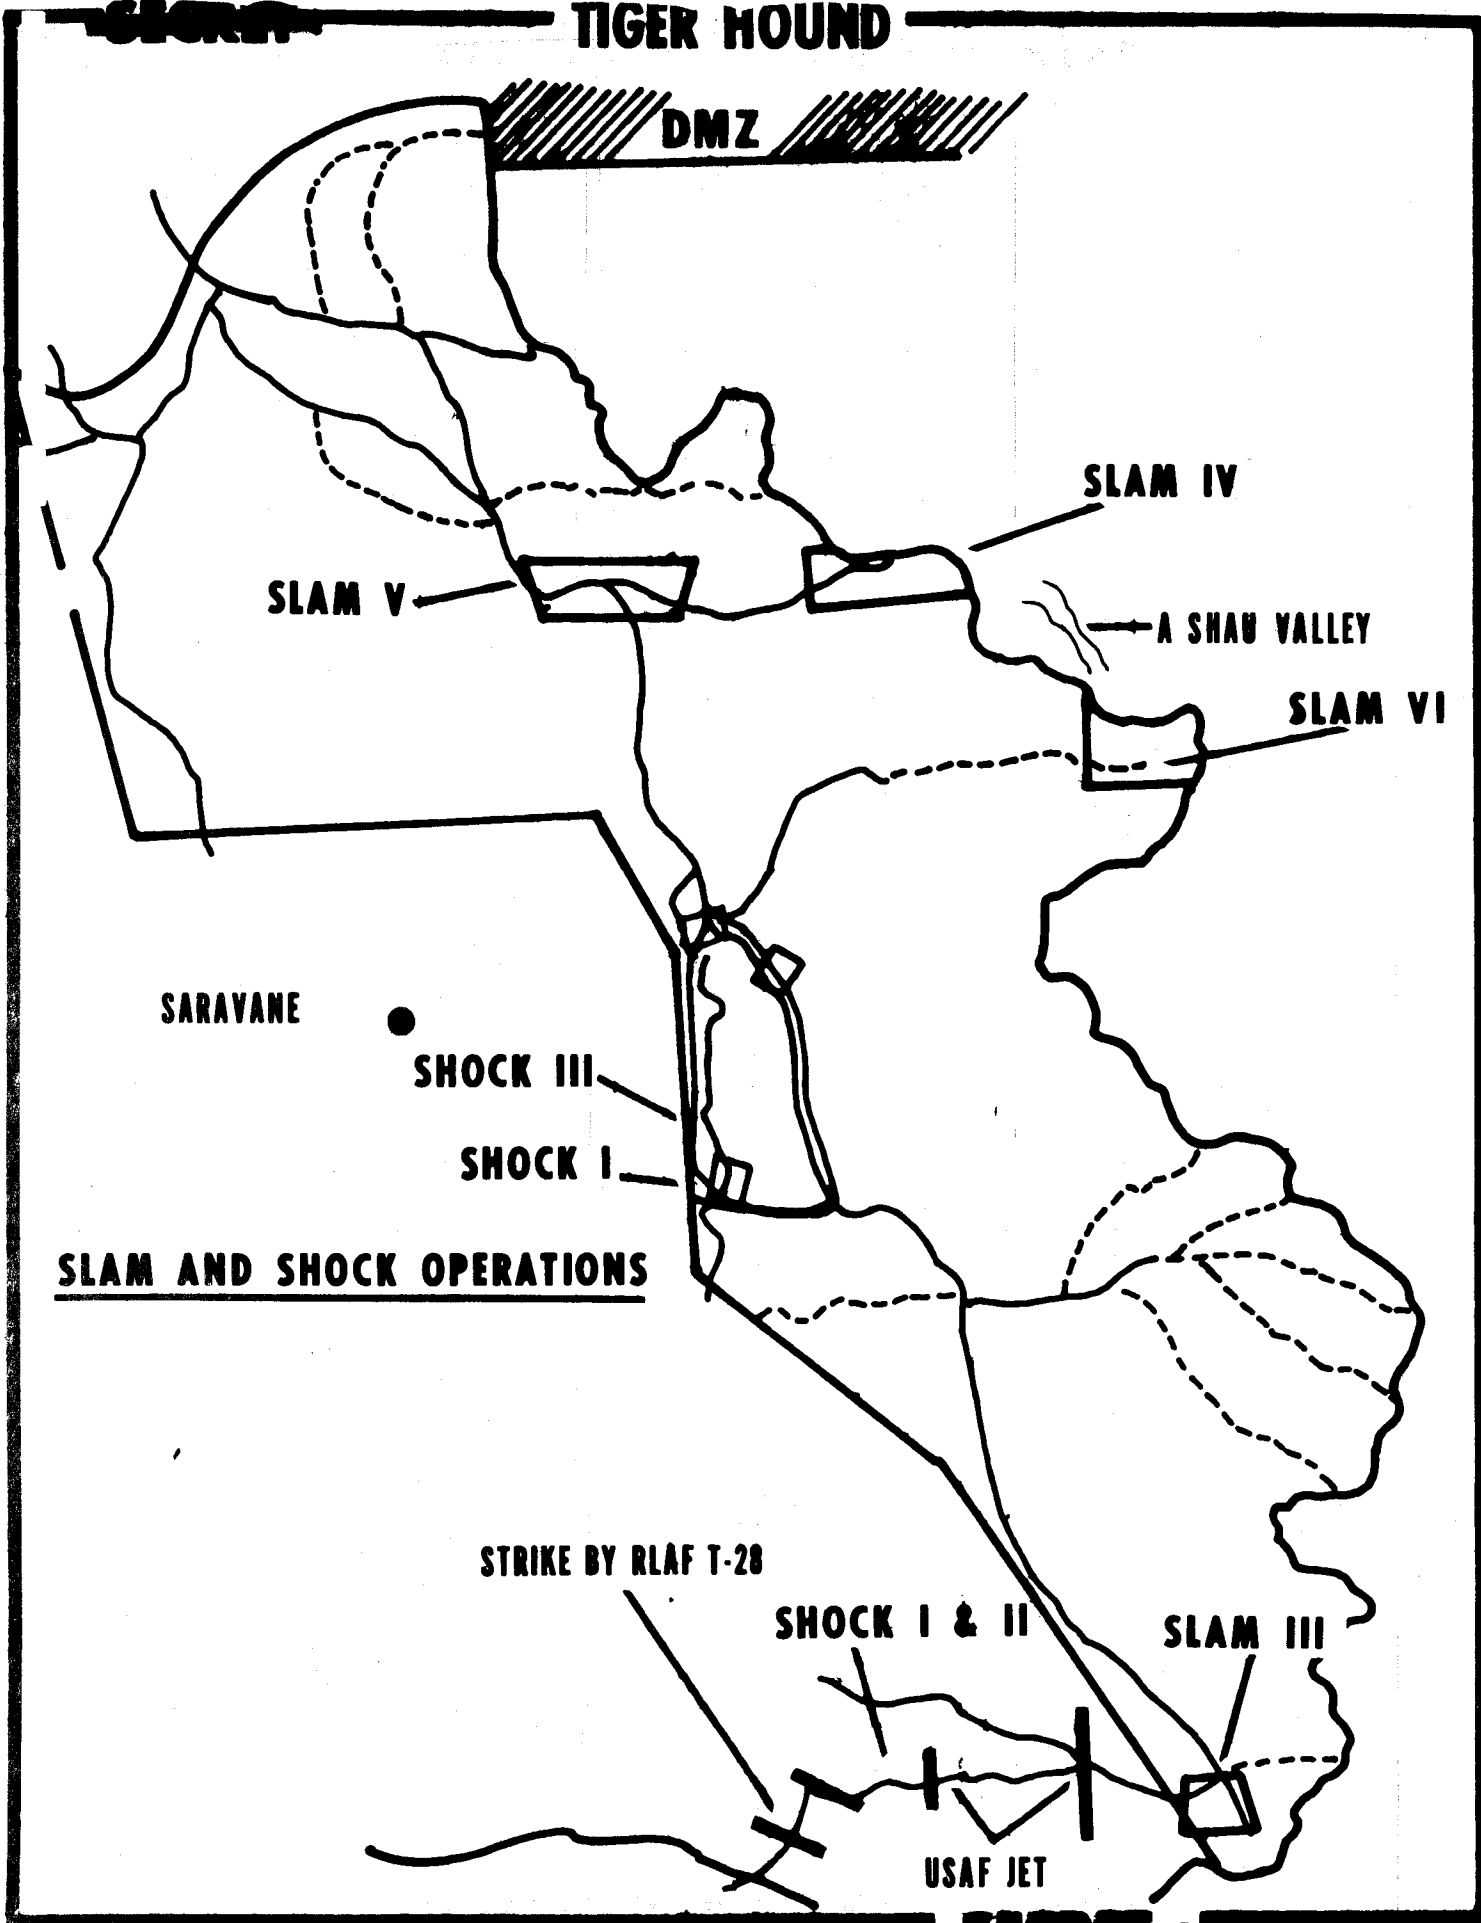 SECRET
TIGER HOUND
DMZ
SLAM IV
SLAM V
A SHAU VALLEY
SLAM VI
SARAVANE
SHOCK III
SHOCK I
SLAM AND SHOCK OPERATIONS
STRIKE BY RLAF T-28
SHOCK I & II
SLAM III
USAF JET